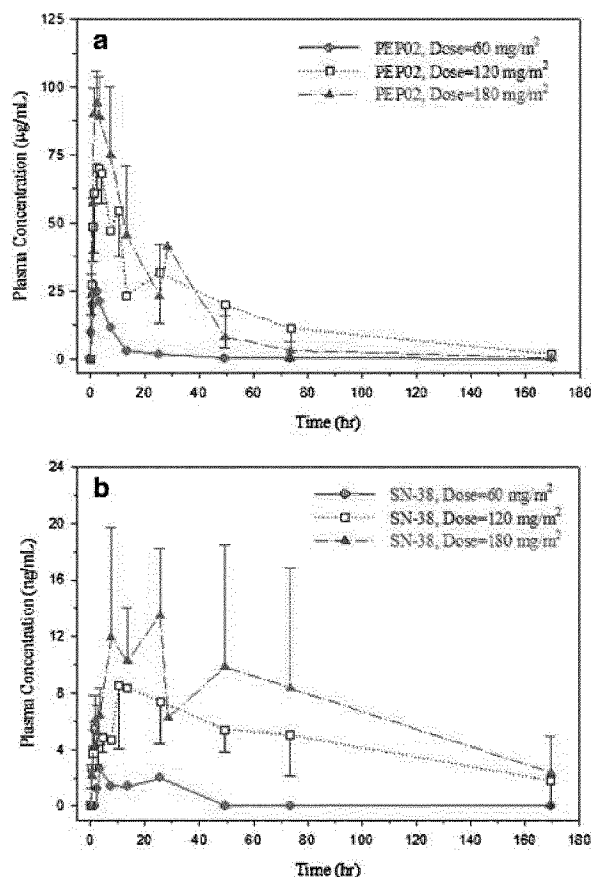 a
PEP02, Dose=60 mg/m²
PEP02, Dose=120 mg/m²
PEP02, Dose=180 mg/m²
Plasma Concentration (µg/mL)
125
100
75
50
25
0
0 20 40 60 80 100 120 140 160 180
Time (hr)
b
SN-38, Dose=60 mg/m²
SN-38, Dose=120 mg/m²
SN-38, Dose=180 mg/m²
Plasma Concentration (ng/mL)
24
20
16
12
8
4
0
0 20 40 60 80 100 120 140 160 180
Time (hr)